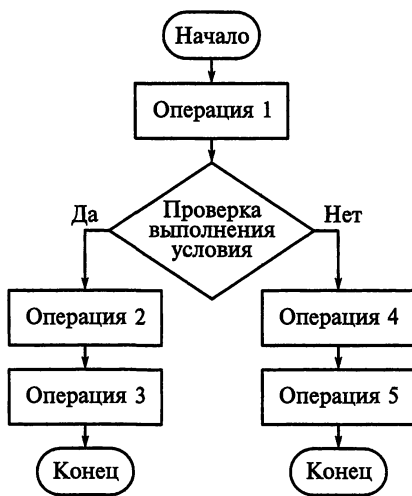 Начало
Операция 1
Да
Проверка
выполнения
условия
Нет
Операция 2
Операция 4
Операция 3
Операция 5
Конец
Конец